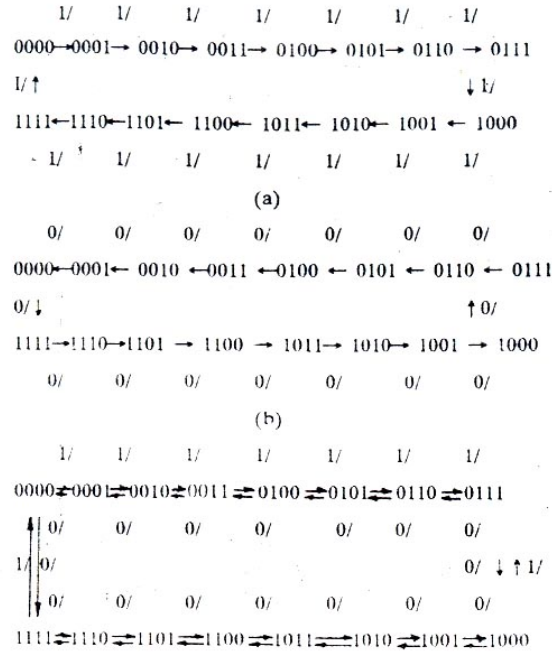 1/ 1/ 1/ 1/ 1/ 1/ 1/
0000→0001→ 0010→ 0011→ 0100→ 0101→ 0110 → 0111
1/ ↑ ↓ 1/
1111←1110←1101← 1100← 1011← 1010← 1001 ← 1000
1/ 1/ 1/ 1/ 1/ 1/ 1/
(a)
0/ 0/ 0/ 0/ 0/ 0/ 0/
0000←0001← 0010 ←0011 ←0100 ← 0101 ← 0110 ← 0111
0/ ↓ ↑ 0/
1111→1110→1101 → 1100 → 1011→ 1010→ 1001 → 1000
0/ 0/ 0/ 0/ 0/ 0/ 0/
(b)
1/ 1/ 1/ 1/ 1/ 1/ 1/
0000⇄0001⇄0010⇄0011⇄0100⇄0101⇄0110⇄0111
0/ 0/ 0/ 0/ 0/ 0/ 0/
1/ 0/ 0/ ↓ ↑ 1/
0/ 0/ 0/ 0/ 0/ 0/ 0/
1111⇄1110⇄1101⇄1100⇄1011⇄1010⇄1001⇄1000